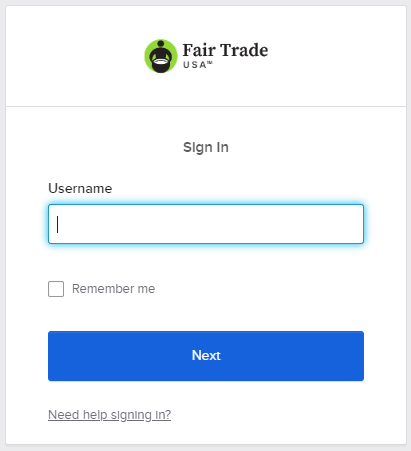 Fair Trade
USA™
Sign In
Username
Remember me
Next
Need help signing in?